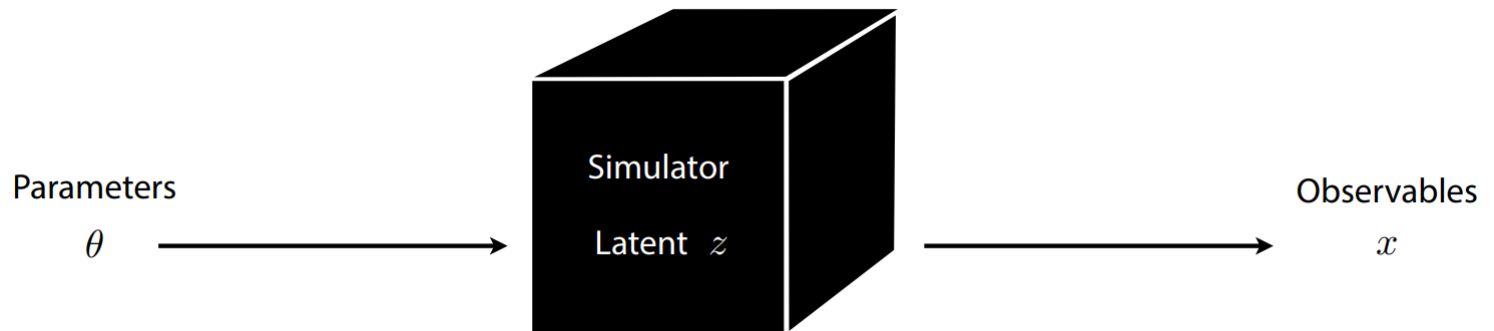 Parameters
θ
Simulator
Latent z
Observables
x